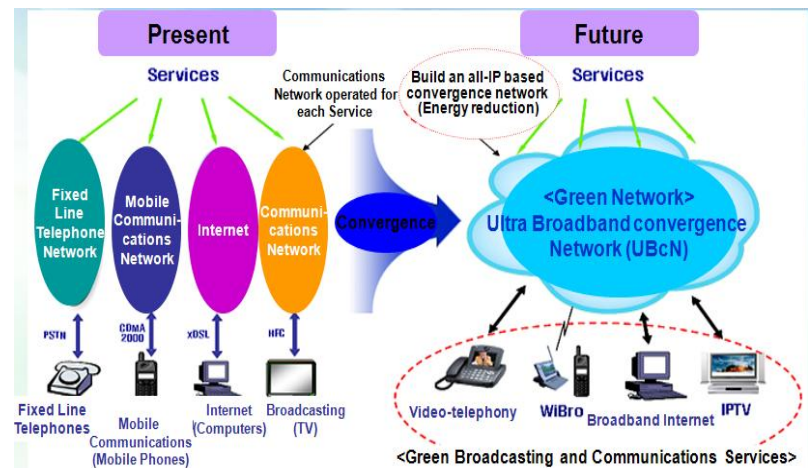 Present
Future
Services
Communications
Network operated for
each Service
Build an all-IP based
convergence network
(Energy reduction)
Services
Fixed
Line
Telephone
Network
Mobile
Communi-
cations
Network
Internet
Communi-
cations
Network
Convergence
<Green Network>
Ultra Broadband convergence
Network (UBcN)
PSTN
CDMA
2000
xDSL
HFC
Fixed Line
Telephones
Mobile
Communications
(Mobile Phones)
Internet
(Computers)
Broadcasting
(TV)
Video-telephony
WiBro
Broadband Internet
IPTV
<Green Broadcasting and Communications Services>